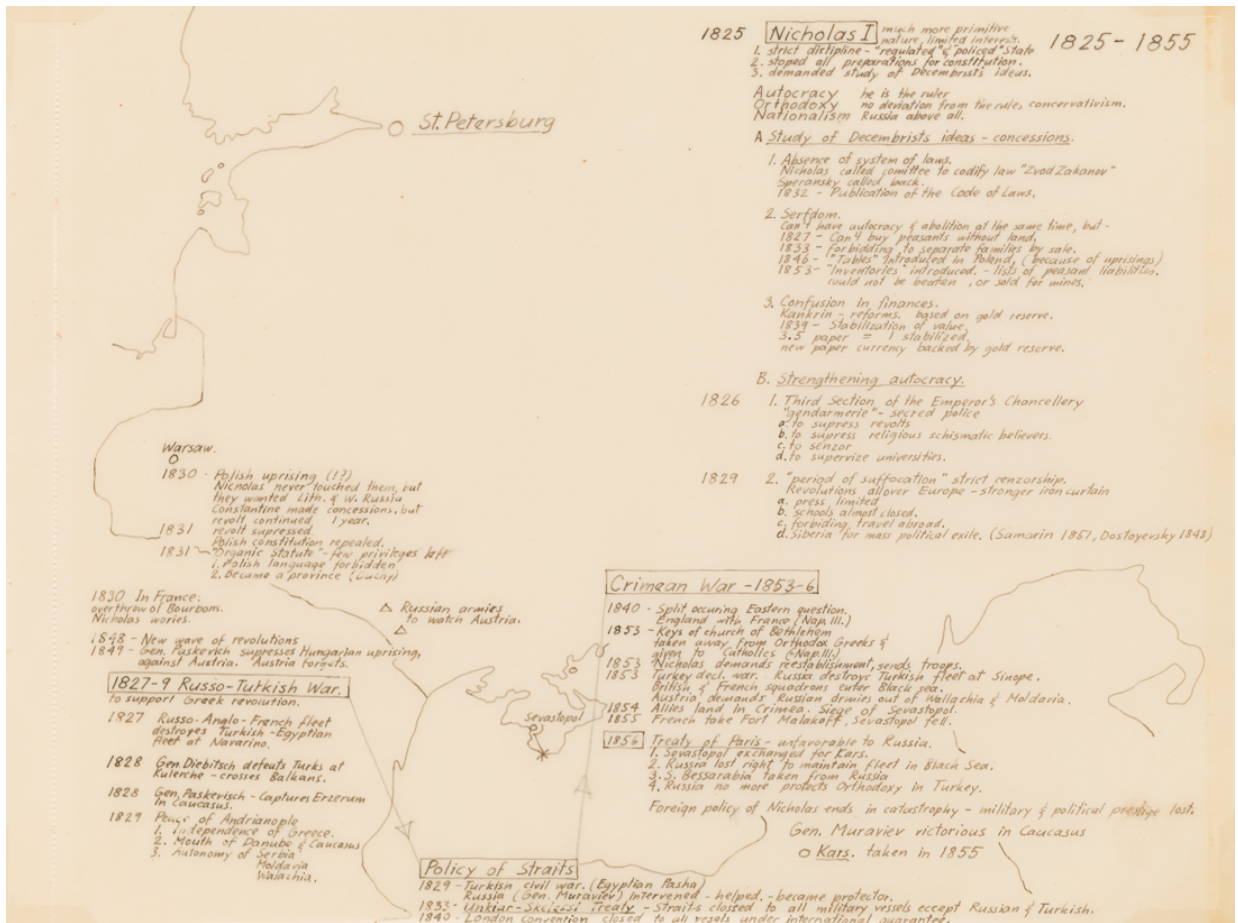 1825 Nicholas I much more primitive
nature, limited interests. 1825-1855
1. strict discipline - "regulated" & "policed" State
2. stoped all preparations for constitution.
3. demanded study of Decembrists ideas.
Autocracy he is the ruler
Orthodoxy no deviation from the rule, concervativism.
Nationalism Russia above all.
St. Petersburg
A Study of Decembrists ideas - concessions.
1. Absence of system of laws.
Nicholas called comittee to codify law "Zvod Zakanov"
Speransky called back.
1832 - Publication of the Code of Laws.
2. Serfdom.
Can't have autocracy & abolition at the same time, but -
1827 - Can't buy peasants without land.
1833 - forbidding to separate families by sale.
1846 - "Tables" introduced in Poland, (because of uprisings)
1853 - "Inventories" introduced. - lists of peasant liabilities.
could not be beaten, or sold for mines.
3. Confusion in finances.
Kankrin - reforms. based on gold reserve.
1839 - Stabilization of value.
3.5 paper = 1 stabilized.
new paper currency backed by gold reserve.
B. Strengthening autocracy.
1826 1. Third Section of the Emperor's Chancellery
"gendarmerie" - secred police
a. to supress revolts
b. to supress religious schismatic believers.
c. to senzor
d. to supervize universities.
1829 2. "period of suffocation" strict cenzorship.
Revolutions allover Europe - stronger iron curtain
a. press limited
b. schools almost closed.
c. forbiding travel abroad.
d. Siberia for mass political exile. (Samarin 1851, Dostoyevsky 1843)
Warsaw.
1830 - Polish uprising (!?)
Nicholas never touched them, but
they wanted Lith. & W. Russia
Constantine made concessions, but
revolt continued 1 year.
1831 revolt supressed.
Polish constitution repealed.
1831 - "Organic Statute" - few privileges left
1. Polish language forbidden
2. Became a province (Duchy)
1830 In France:
overthrow of Bourbom.
Nicholas wories.
1848 - New wave of revolutions
1849 - Gen. Paskevich supresses Hungarian uprising,
against Austria. Austria forgets.
Russian armies
to watch Austria.
1827-9 Russo-Turkish War.
to support Greek revolution.
1827 Russo-Anglo-French fleet
destroyes Turkish-Egyptian
fleet at Navarino.
1828 Gen. Diebitsch defeats Turks at
Kulerche - crosses Balkans.
1828 Gen. Paskevisch - Captures Erzerum
in Caucasus.
1829 Peace of Andrianople
1. Independence of Greece.
2. Mouth of Danube & Caucasus
3. Autonomy of Serbia
Moldavia
Walachia.
Sevastopol
Crimean War - 1853-6
1840 - Split occuring Eastern question.
England with France (Nap. III.)
1853 - Keys of church of Bethlehem
taken away from Orthodox Greeks &
given to Catholics (Nap. III.)
1853 Nicholas demands reestablishment, sends troops.
1853 Turkey decl. war. Russia destroys Turkish fleet at Sinope.
British & French squadrons enter Black sea.
Austria demands Russian armies out of Wallachia & Moldavia.
1854 Allies land in Crimea. Siege of Sevastopol.
1855 French take Fort Malakoff, Sevastopol fell.
1856 Treaty of Paris - unfavorable to Russia.
1. Sevastopol exchanged for Cars.
2. Russia lost right to maintain fleet in Black Sea.
3. S. Bessarabia taken from Russia
4. Russia no more protects Orthodoxy in Turkey.
Foreign policy of Nicholas ends in catastrophy - military & political prestige lost.
Gen. Muraviev victorious in Caucasus
Kars. taken in 1855
Policy of Straits
1829 - Turkish civil war. (Egyptian Pasha)
Russia (Gen. Muraviev) intervened - helped. - became protector.
1833 - Unkiar-Skelessi Treaty - Straits closed to all military vessels except Russian & Turkish.
1840 - London Convention closed to all vesels under international guarantee.